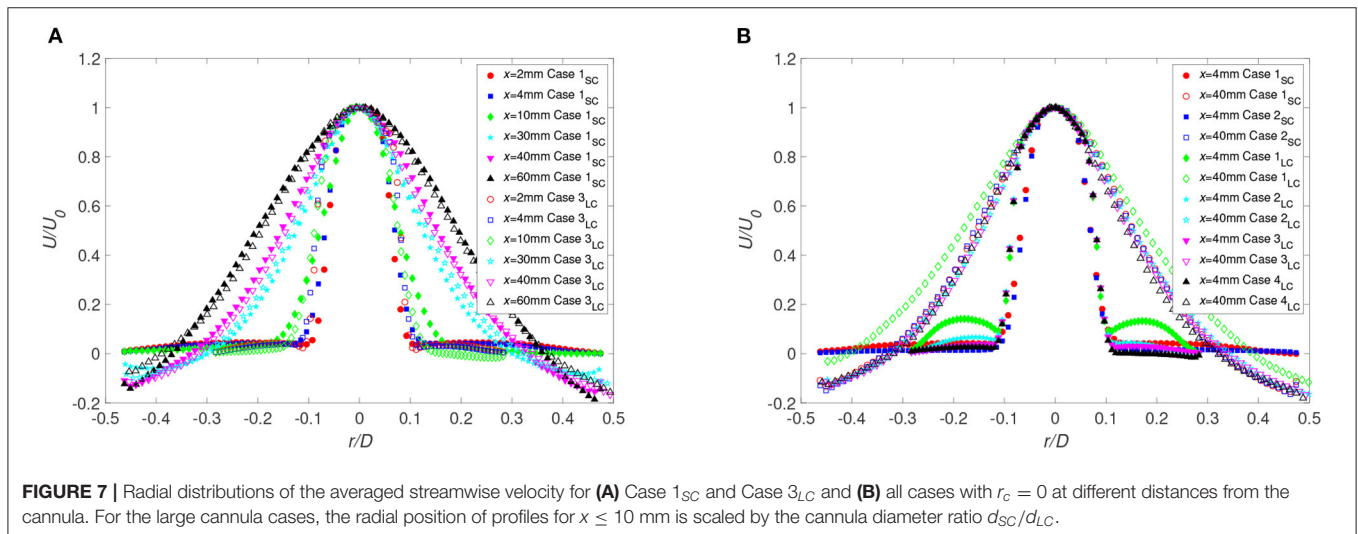 A
U/U₀
1.2
1
0.8
0.6
0.4
0.2
0
-0.2
-0.5 -0.4 -0.3 -0.2 -0.1 0 0.1 0.2 0.3 0.4 0.5
r/D
x=2mm Case 1SC
x=4mm Case 1SC
x=10mm Case 1SC
x=30mm Case 1SC
x=40mm Case 1SC
x=60mm Case 1SC
x=2mm Case 3LC
x=4mm Case 3LC
x=10mm Case 3LC
x=30mm Case 3LC
x=40mm Case 3LC
x=60mm Case 3LC
B
U/U₀
1.2
1
0.8
0.6
0.4
0.2
0
-0.2
-0.5 -0.4 -0.3 -0.2 -0.1 0 0.1 0.2 0.3 0.4 0.5
r/D
x=4mm Case 1SC
x=40mm Case 1SC
x=4mm Case 2SC
x=40mm Case 2SC
x=4mm Case 1LC
x=40mm Case 1LC
x=4mm Case 2LC
x=40mm Case 2LC
x=4mm Case 3LC
x=40mm Case 3LC
x=4mm Case 4LC
x=40mm Case 4LC
FIGURE 7 | Radial distributions of the averaged streamwise velocity for (A) Case 1SC and Case 3LC and (B) all cases with rc = 0 at different distances from the
cannula. For the large cannula cases, the radial position of profiles for x ≤ 10 mm is scaled by the cannula diameter ratio dSC/dLC.